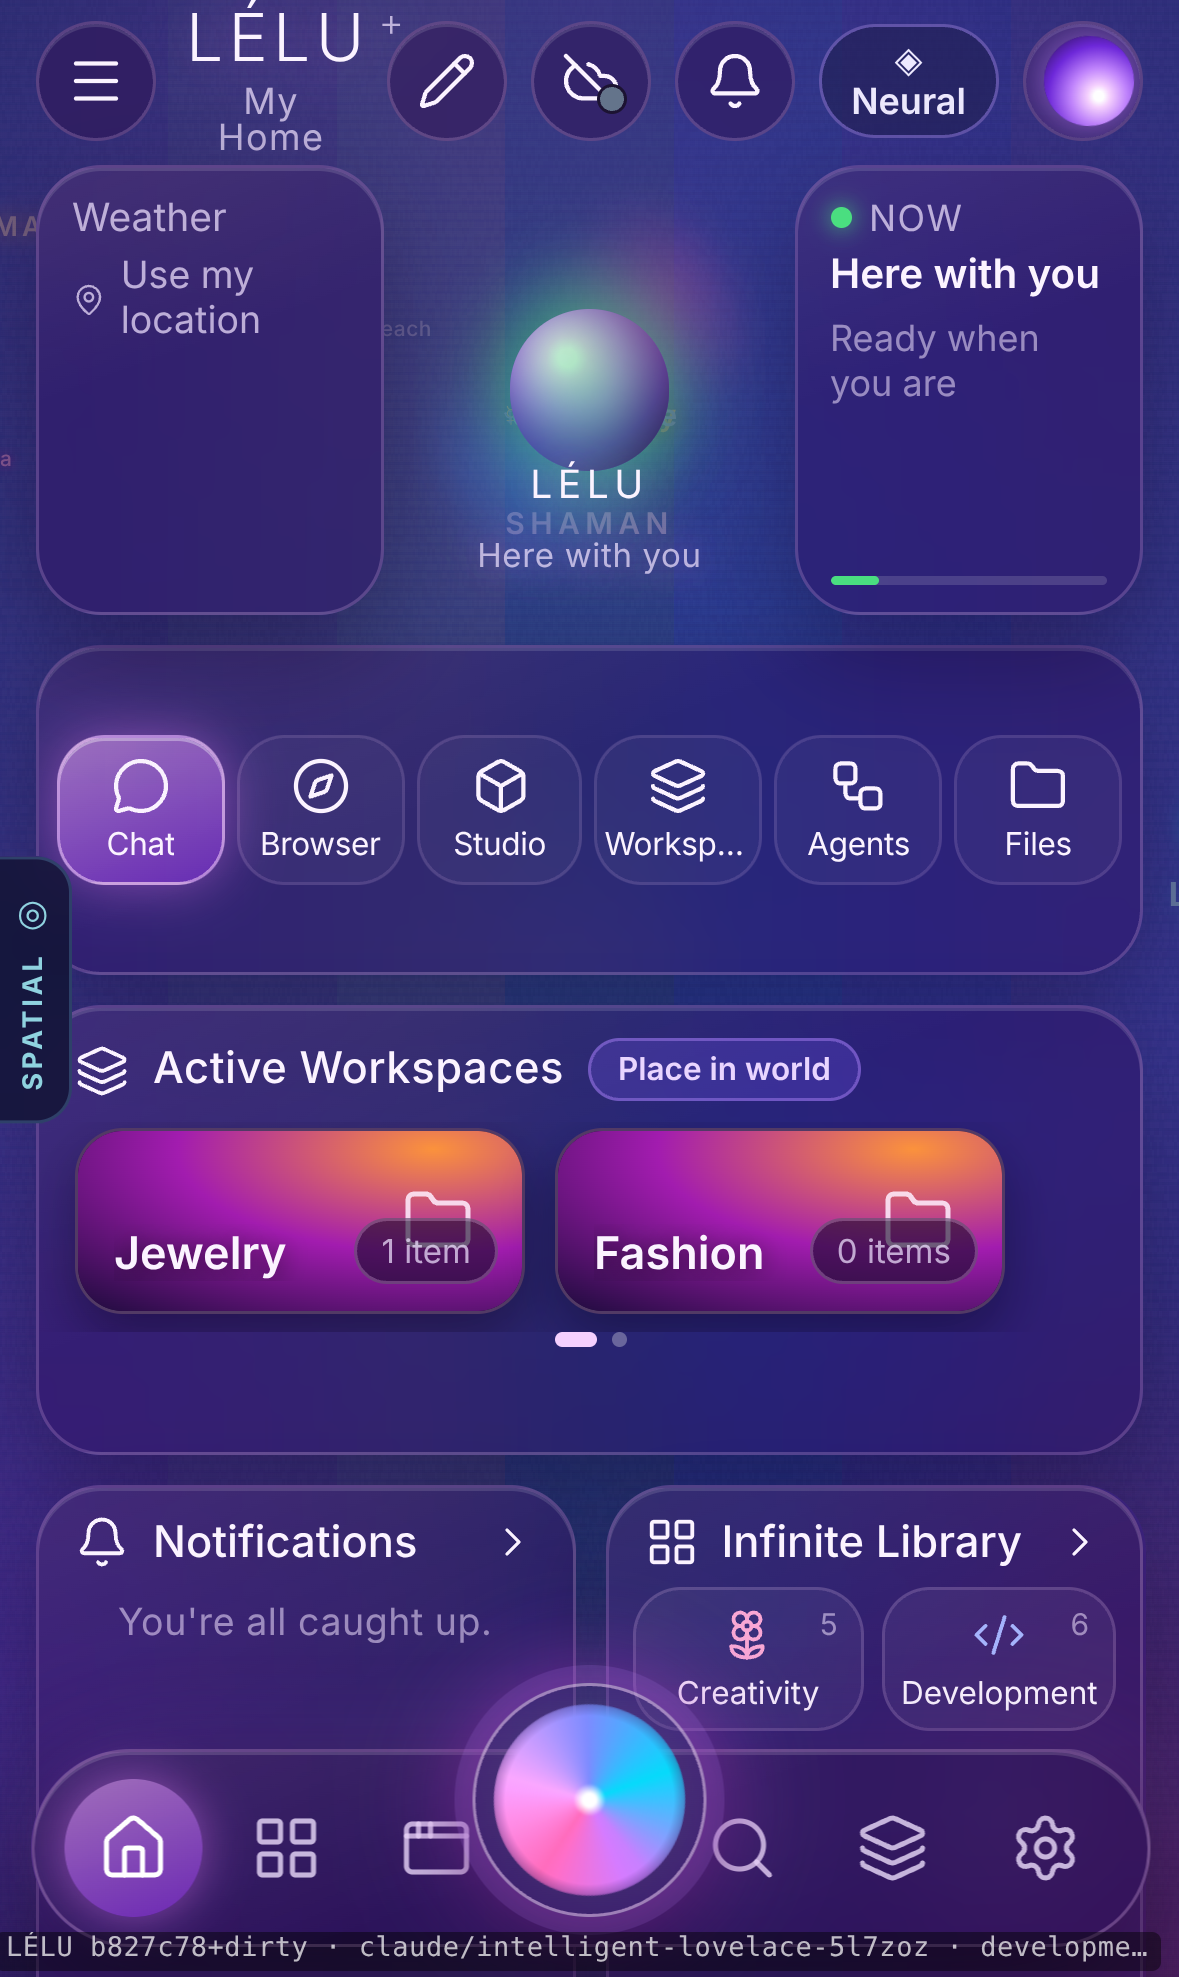 LÉLU +
My
Home
Neural
Weather
Use my
location
NOW
Here with you
Ready when
you are
MA
each
a
LÉLU
SHAMAN
Here with you
Chat
Browser
Studio
Worksp...
Agents
Files
L
SPATIAL
Active Workspaces
Place in world
Jewelry
1 item
Fashion
0 items
Notifications
You're all caught up.
Infinite Library
5
Creativity
6
Development
LÉLU b827c78+dirty · claude/intelligent-lovelace-5l7zoz · developme…